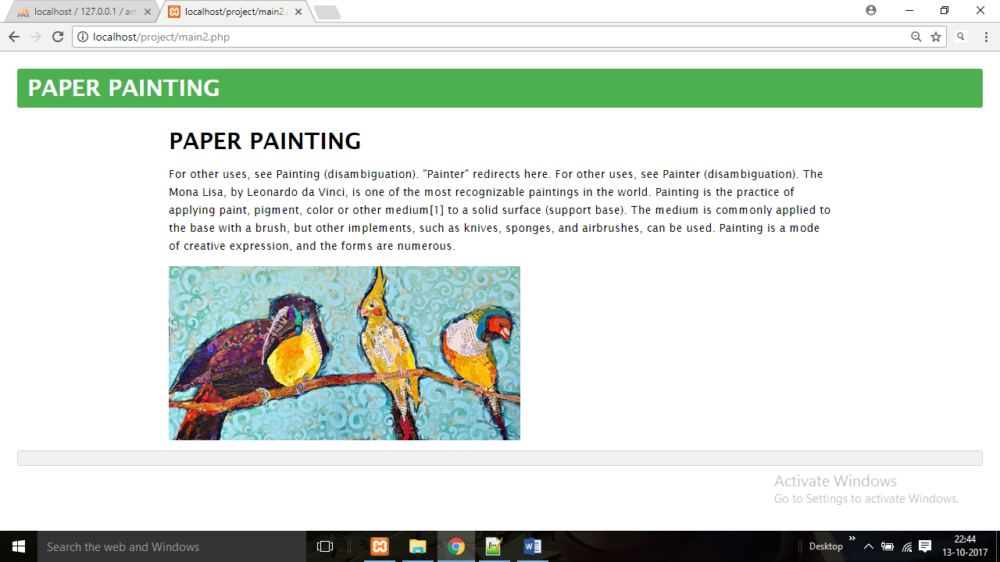 localhost / 127.0.0.1 / art
localhost/project/main2.p
localhost/project/main2.php
PAPER PAINTING
PAPER PAINTING
For other uses, see Painting (disambiguation). "Painter" redirects here. For other uses, see Painter (disambiguation). The
Mona Lisa, by Leonardo da Vinci, is one of the most recognizable paintings in the world. Painting is the practice of
applying paint, pigment, color or other medium[1] to a solid surface (support base). The medium is commonly applied to
the base with a brush, but other implements, such as knives, sponges, and airbrushes, can be used. Painting is a mode
of creative expression, and the forms are numerous.
Activate Windows
Go to Settings to activate Windows.
Search the web and Windows
Desktop
22:44
13-10-2017